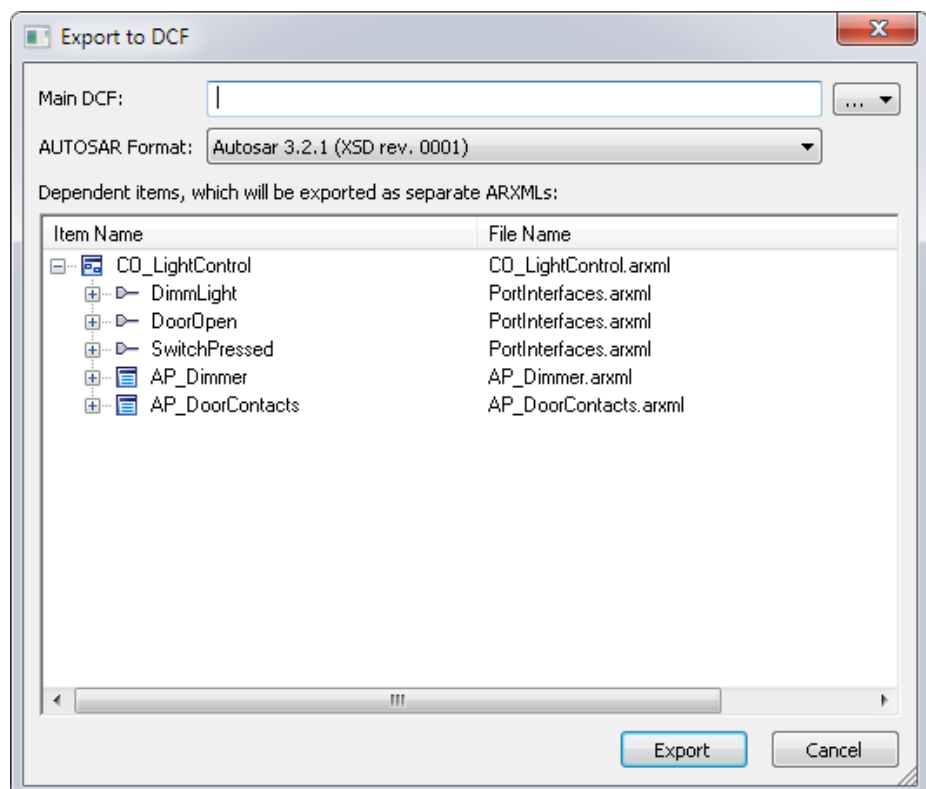 Export to DCF
Main DCF: ...
AUTOSAR Format: Autosar 3.2.1 (XSD rev. 0001)
Dependent items, which will be exported as separate ARXMLs:
Item Name File Name
CO_LightControl CO_LightControl.arxml
DimmLight PortInterfaces.arxml
DoorOpen PortInterfaces.arxml
SwitchPressed PortInterfaces.arxml
AP_Dimmer AP_Dimmer.arxml
AP_DoorContacts AP_DoorContacts.arxml
Export Cancel